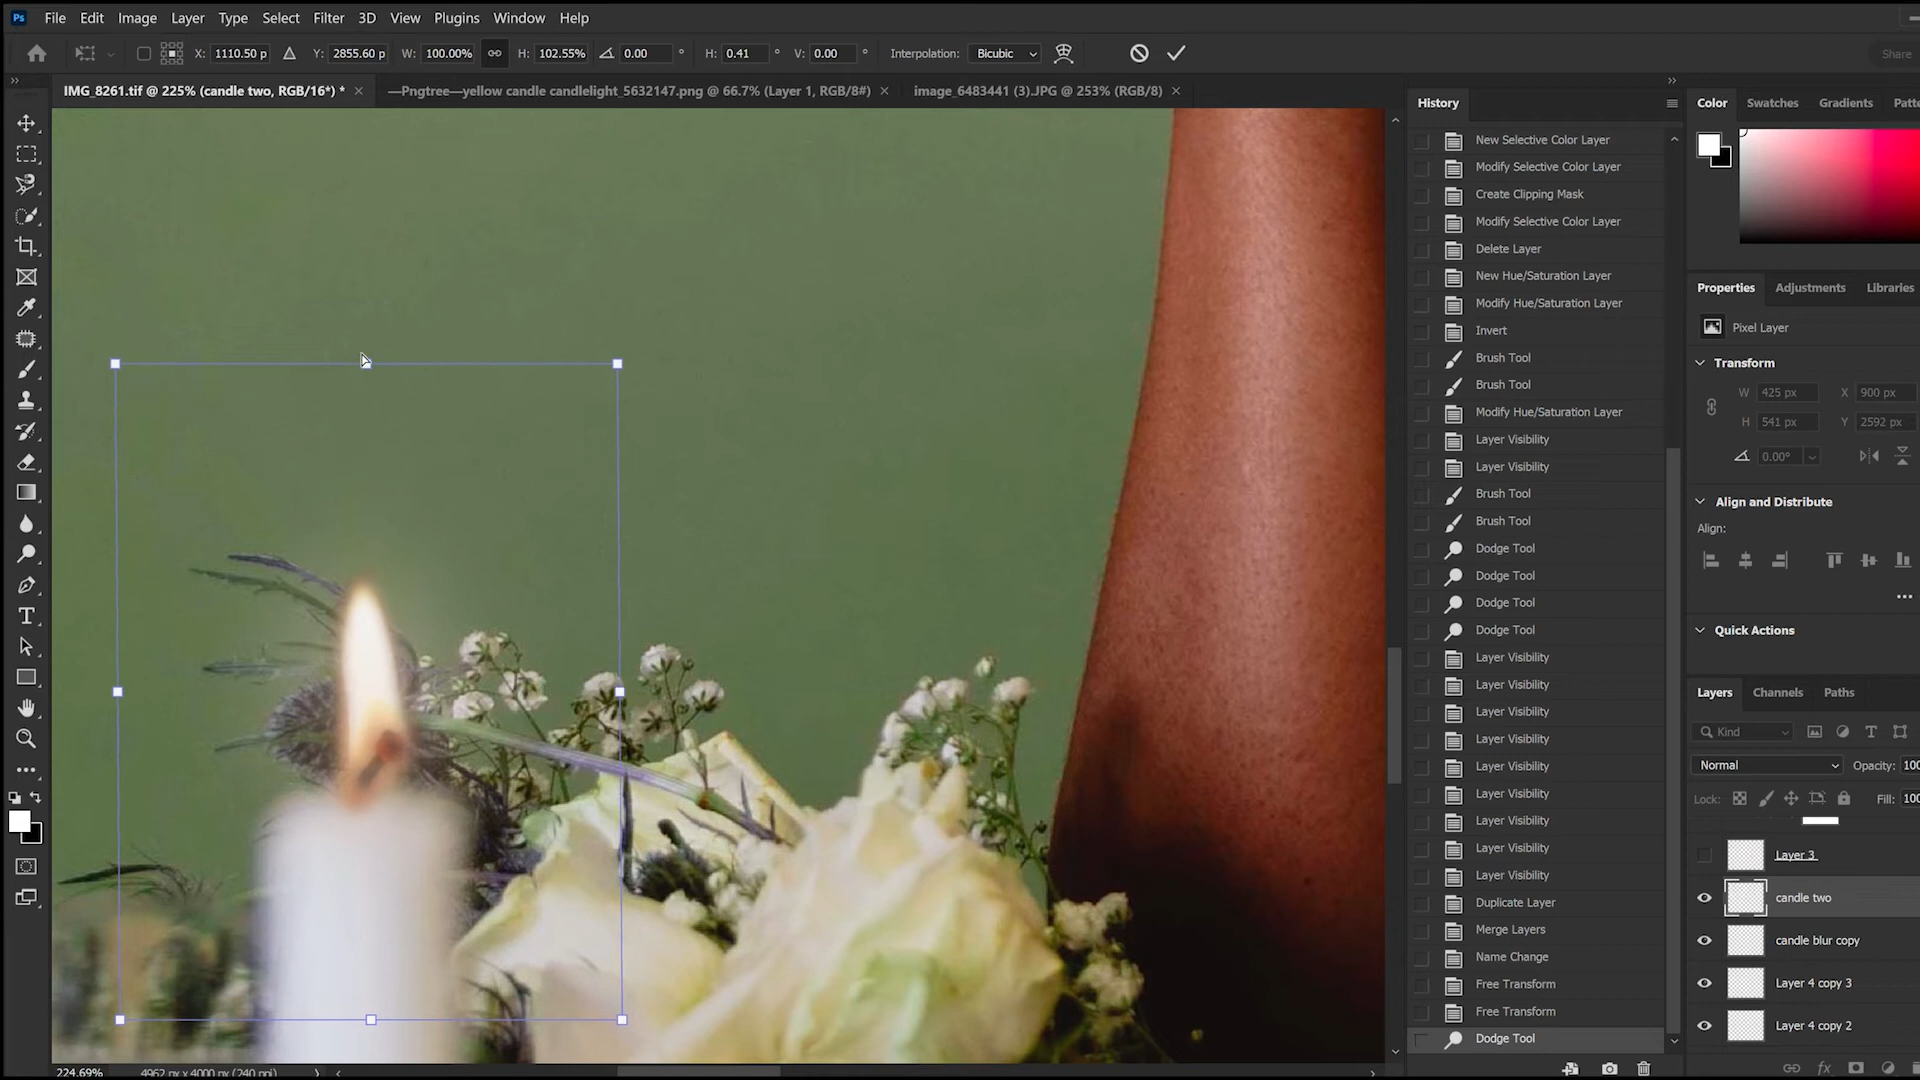 Ps File Edit Image Layer Type Select Filter 3D View Plugins Window Help
X: 1110.50 p Y: 2855.60 p W: 100.00% H: 102.55% 0.00 ° H: 0.41 ° V: 0.00 ° Interpolation: Bicubic Share
IMG_8261.tif @ 225% (candle two, RGB/16*) * × —Pngtree—yellow candle candlelight_5632147.png @ 66.7% (Layer 1, RGB/8#) × image_6483441 (3).JPG @ 253% (RGB/8) ×
History
New Selective Color Layer
Modify Selective Color Layer
Create Clipping Mask
Modify Selective Color Layer
Delete Layer
New Hue/Saturation Layer
Modify Hue/Saturation Layer
Invert
Brush Tool
Brush Tool
Modify Hue/Saturation Layer
Layer Visibility
Layer Visibility
Brush Tool
Brush Tool
Dodge Tool
Dodge Tool
Dodge Tool
Dodge Tool
Layer Visibility
Layer Visibility
Layer Visibility
Layer Visibility
Layer Visibility
Layer Visibility
Layer Visibility
Layer Visibility
Layer Visibility
Duplicate Layer
Merge Layers
Name Change
Free Transform
Free Transform
Dodge Tool
Color Swatches Gradients Patte
Properties Adjustments Libraries
Pixel Layer
Transform
W 425 px X 900 px
H 541 px Y 2592 px
0.00°
Align and Distribute
Align:
Quick Actions
Layers Channels Paths
Kind
Normal Opacity: 100
Lock: Fill: 100
Layer 3
candle two
candle blur copy
Layer 4 copy 3
Layer 4 copy 2
fx
224.69% 4962 px x 4000 px (240 ppi)